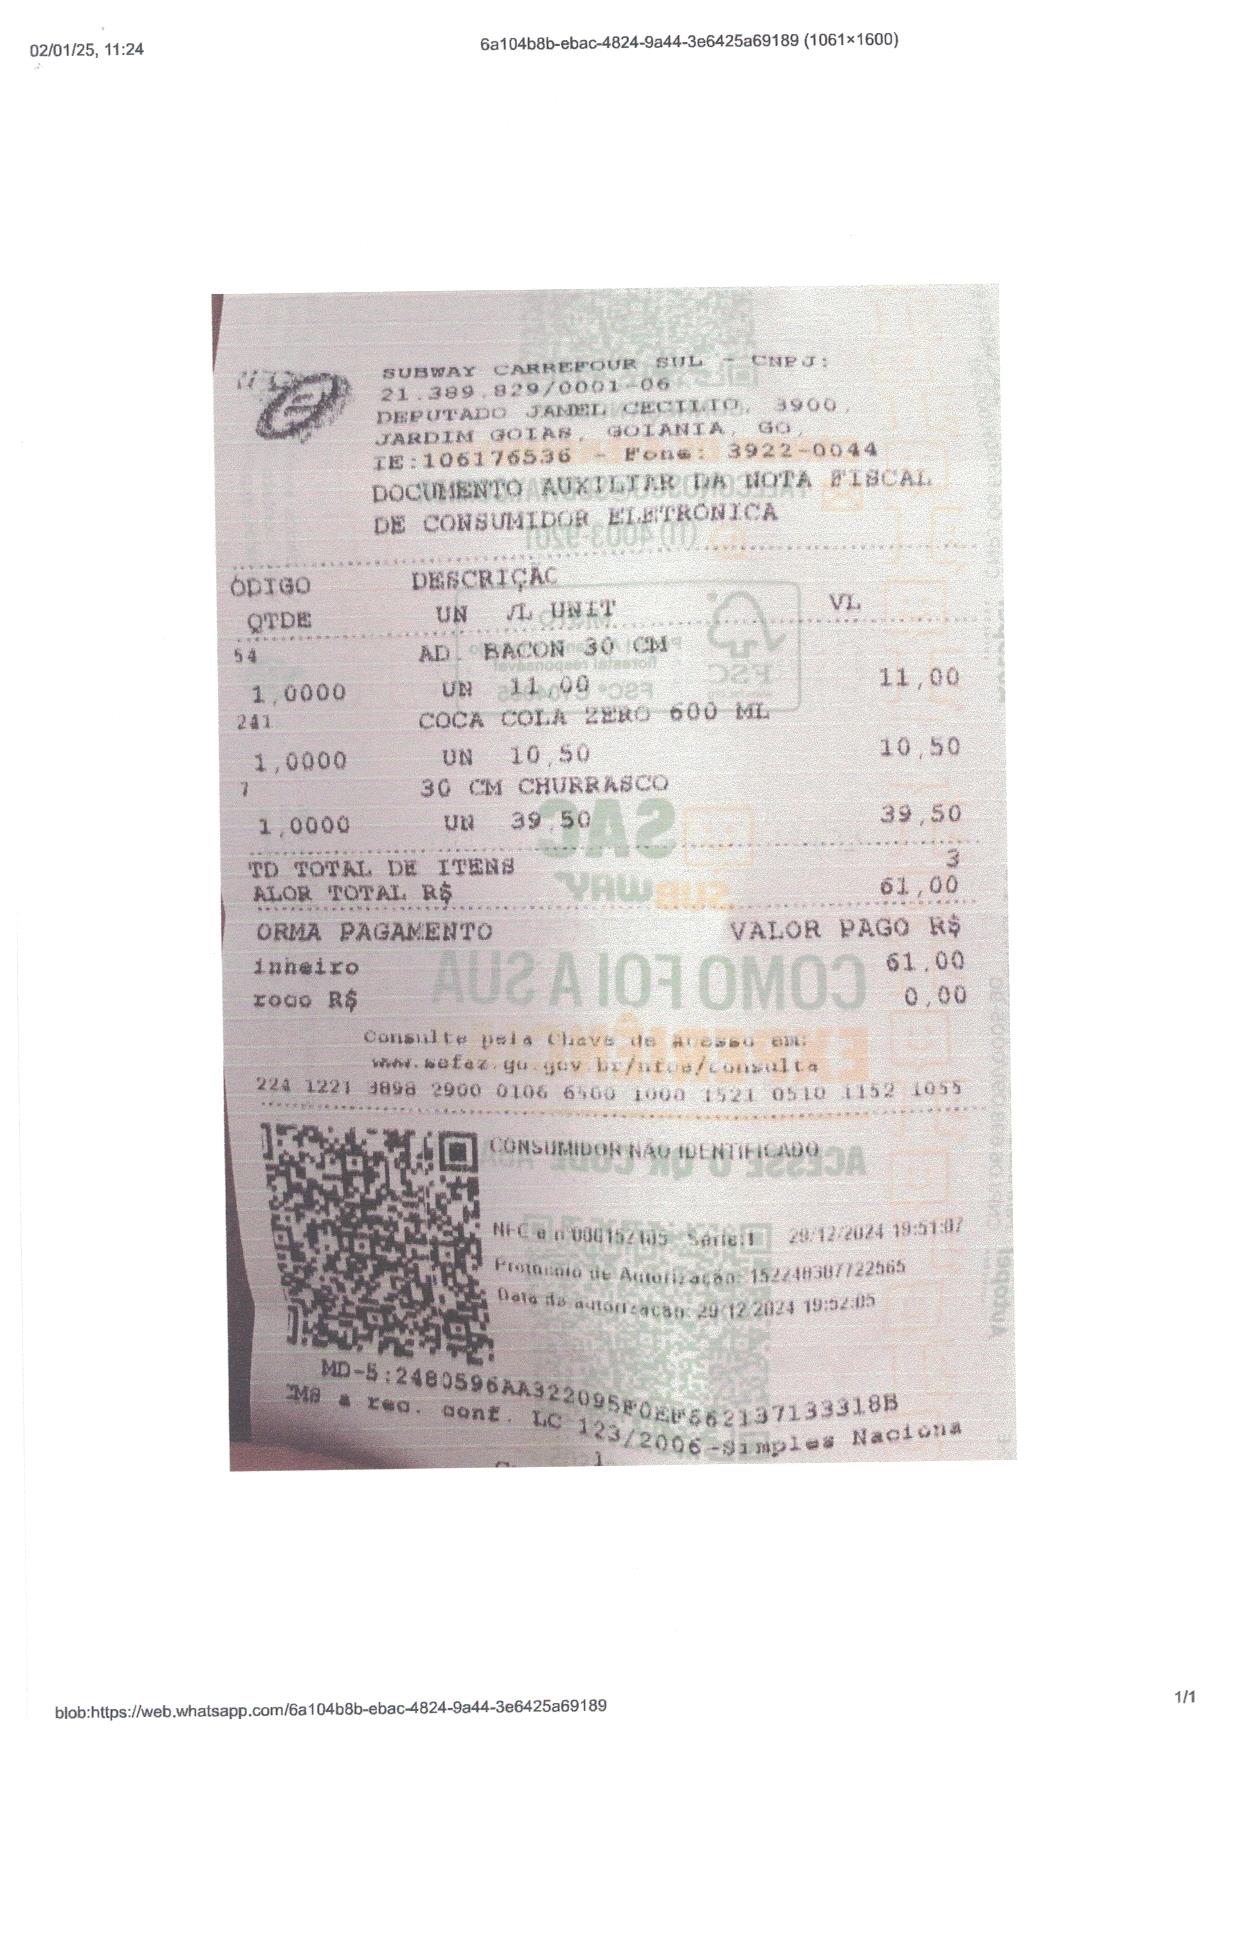 02/01/25, 11:24
6a104b8b-ebac-4824-9a44-3e6425a69189 (1061×1600)
SUBWAY CARREFOUR SUL - CNPJ:
21.389.829/0001-06
DEPUTADO JAMEL CECILIO, 3900,
JARDIM GOIAS, GOIANIA, GO,
IE:106176536 - Fone: 3922-0044
DOCUMENTO AUXILIAR DA NOTA FISCAL
DE CONSUMIDOR ELETRÔNICA
ÓDIGO DESCRIÇÃO
QTDE UN /L UNIT VL
54 AD. BACON 30 CM
1,0000 UN 11,00 11,00
241 COCA COLA ZERO 600 ML
1,0000 UN 10,50 10,50
7 30 CM CHURRASCO
1,0000 UN 39,50 39,50
TD TOTAL DE ITENS 3
ALOR TOTAL R$ 61,00
ORMA PAGAMENTO VALOR PAGO R$
inheiro 61,00
roco R$ 0,00
Consulte pela Chave de Acesso em:
www.sefaz.go.gov.br/nfce/consulta
224 1221 3898 2900 0106 6500 1000 1521 0510 1152 1055
CONSUMIDOR NÃO IDENTIFICADO
NFC-e n Série:1 29/12/2024 19:51:07
Protocolo de Autorização: 152240307722565
Data de autorização: 29/12/2024 19:52:05
MD-5:
a rec. conf. LC 123/2006-Simples Naciona
SAC
SUBWAY
COMO FOI A SUA
EXPERIÊNCIA
ACESSE O QR CODE
(11) 4003-9201
FSC
blob:https://web.whatsapp.com/6a104b8b-ebac-4824-9a44-3e6425a69189
1/1